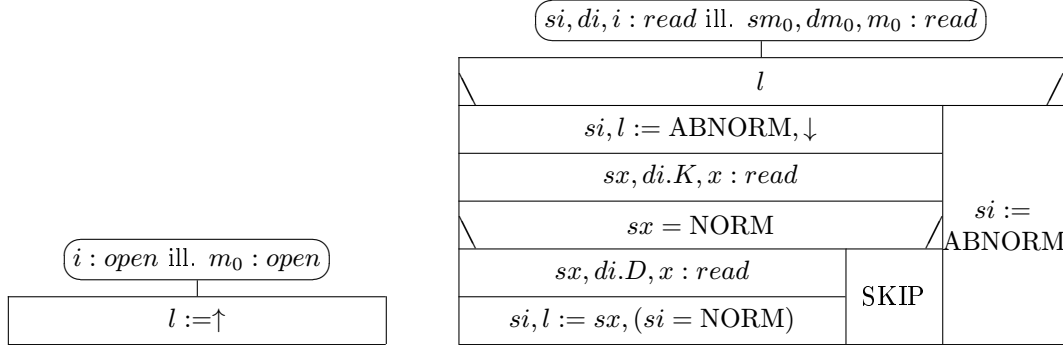 i : open ill. m₀ : open
l :=↑
si, di, i : read ill. sm₀, dm₀, m₀ : read
l
si, l := ABNORM, ↓
sx, di.K, x : read
sx = NORM
sx, di.D, x : read
si, l := sx, (si = NORM)
SKIP
si :=
ABNORM